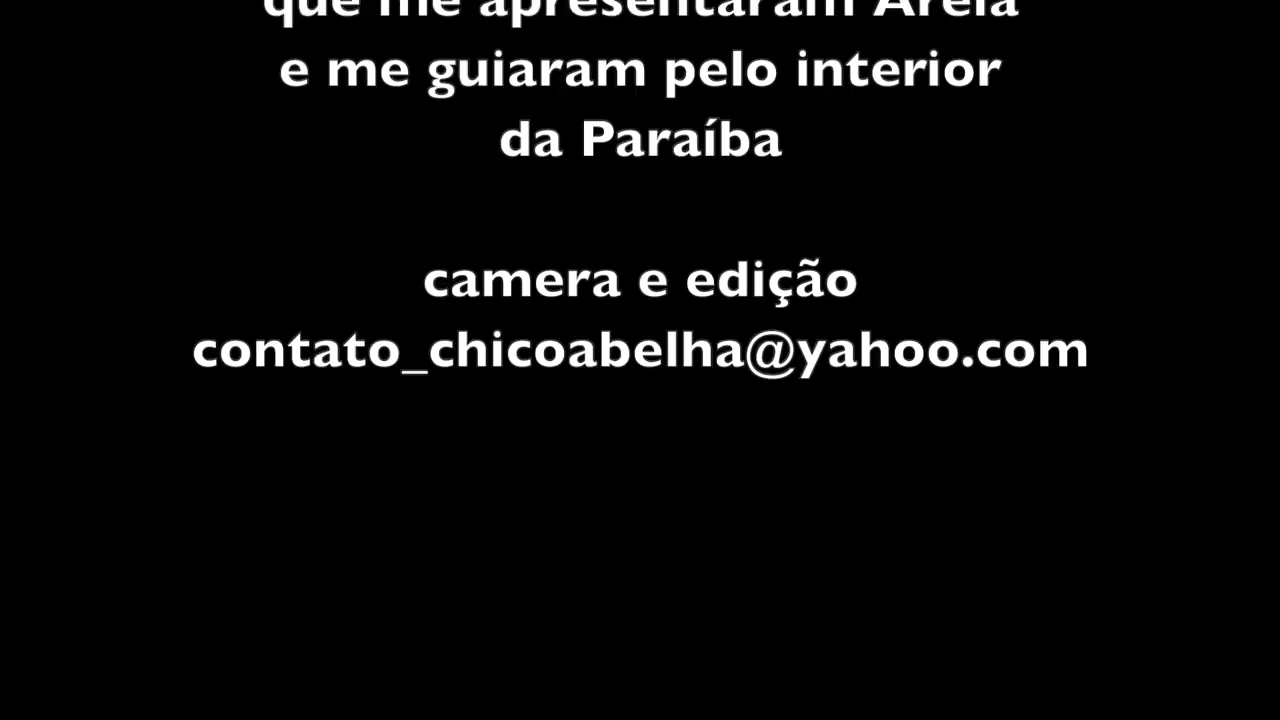 que me apresentaram Areia
e me guiaram pelo interior
da Paraíba
camera e edição
contato_chicoabelha@yahoo.com